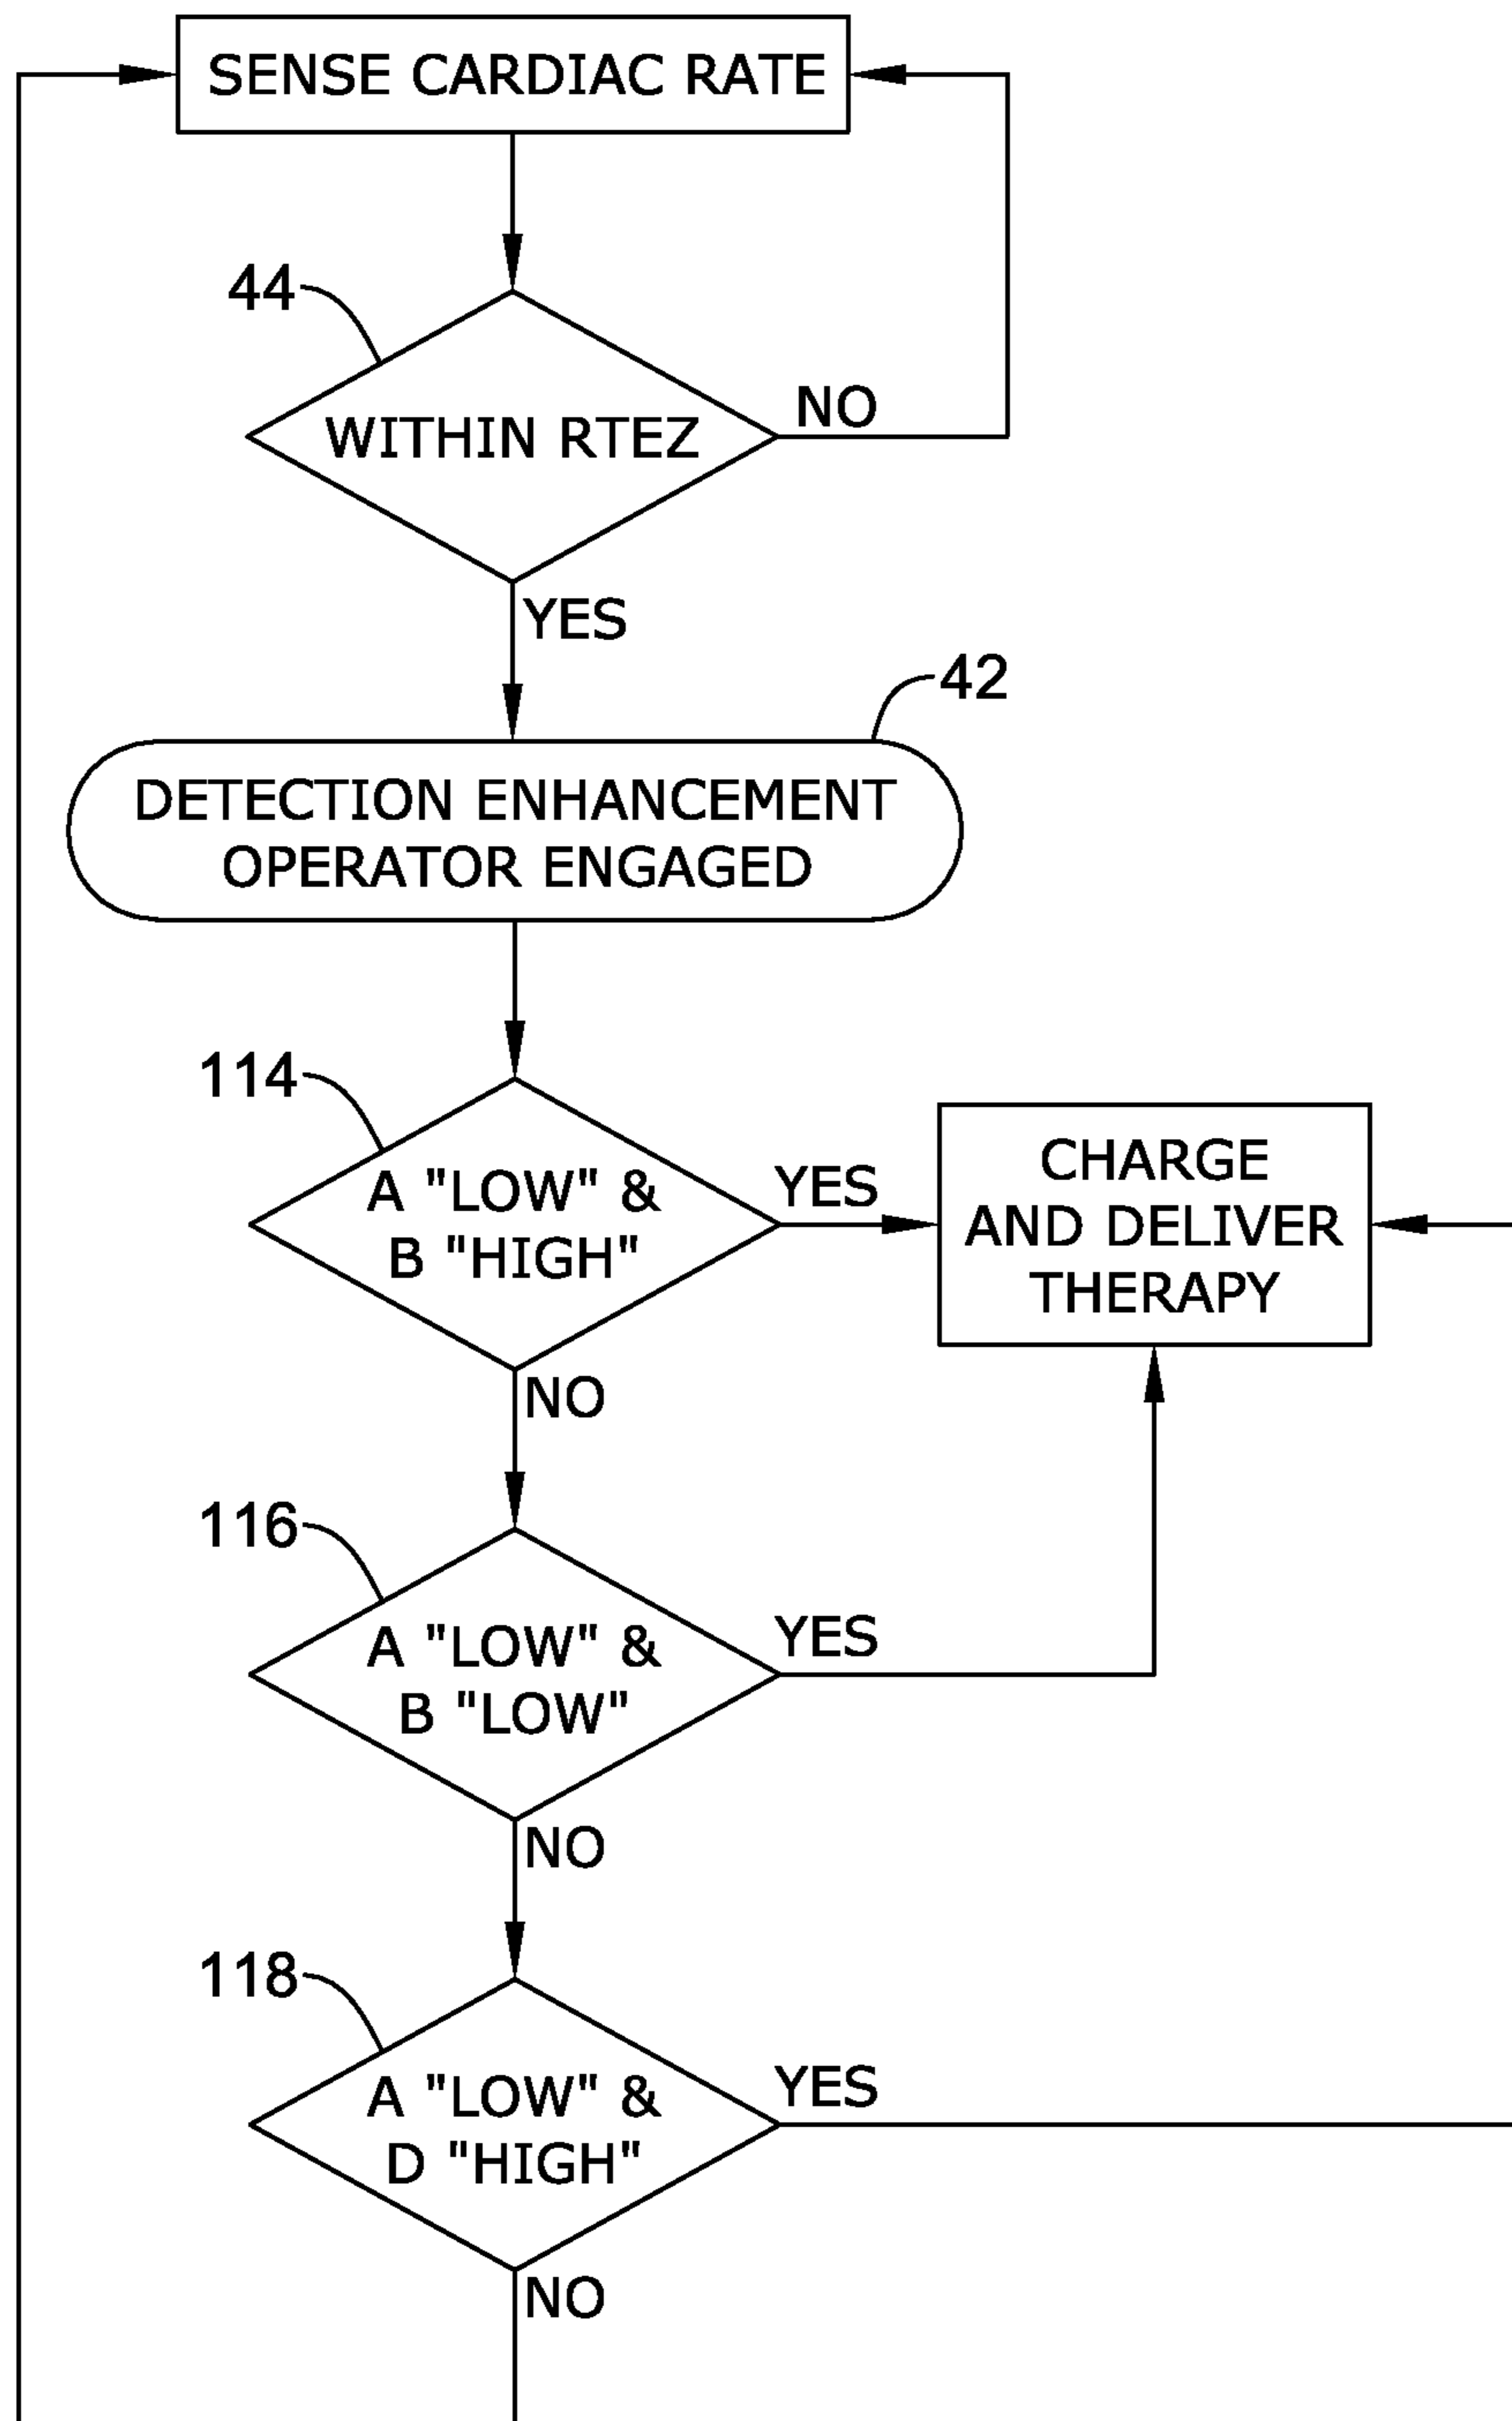 SENSE CARDIAC RATE
44
WITHIN RTEZ
NO
YES
42
DETECTION ENHANCEMENT
OPERATOR ENGAGED
114
A "LOW" &
B "HIGH"
YES
CHARGE
AND DELIVER
THERAPY
NO
116
A "LOW" &
B "LOW"
YES
NO
118
A "LOW" &
D "HIGH"
YES
NO